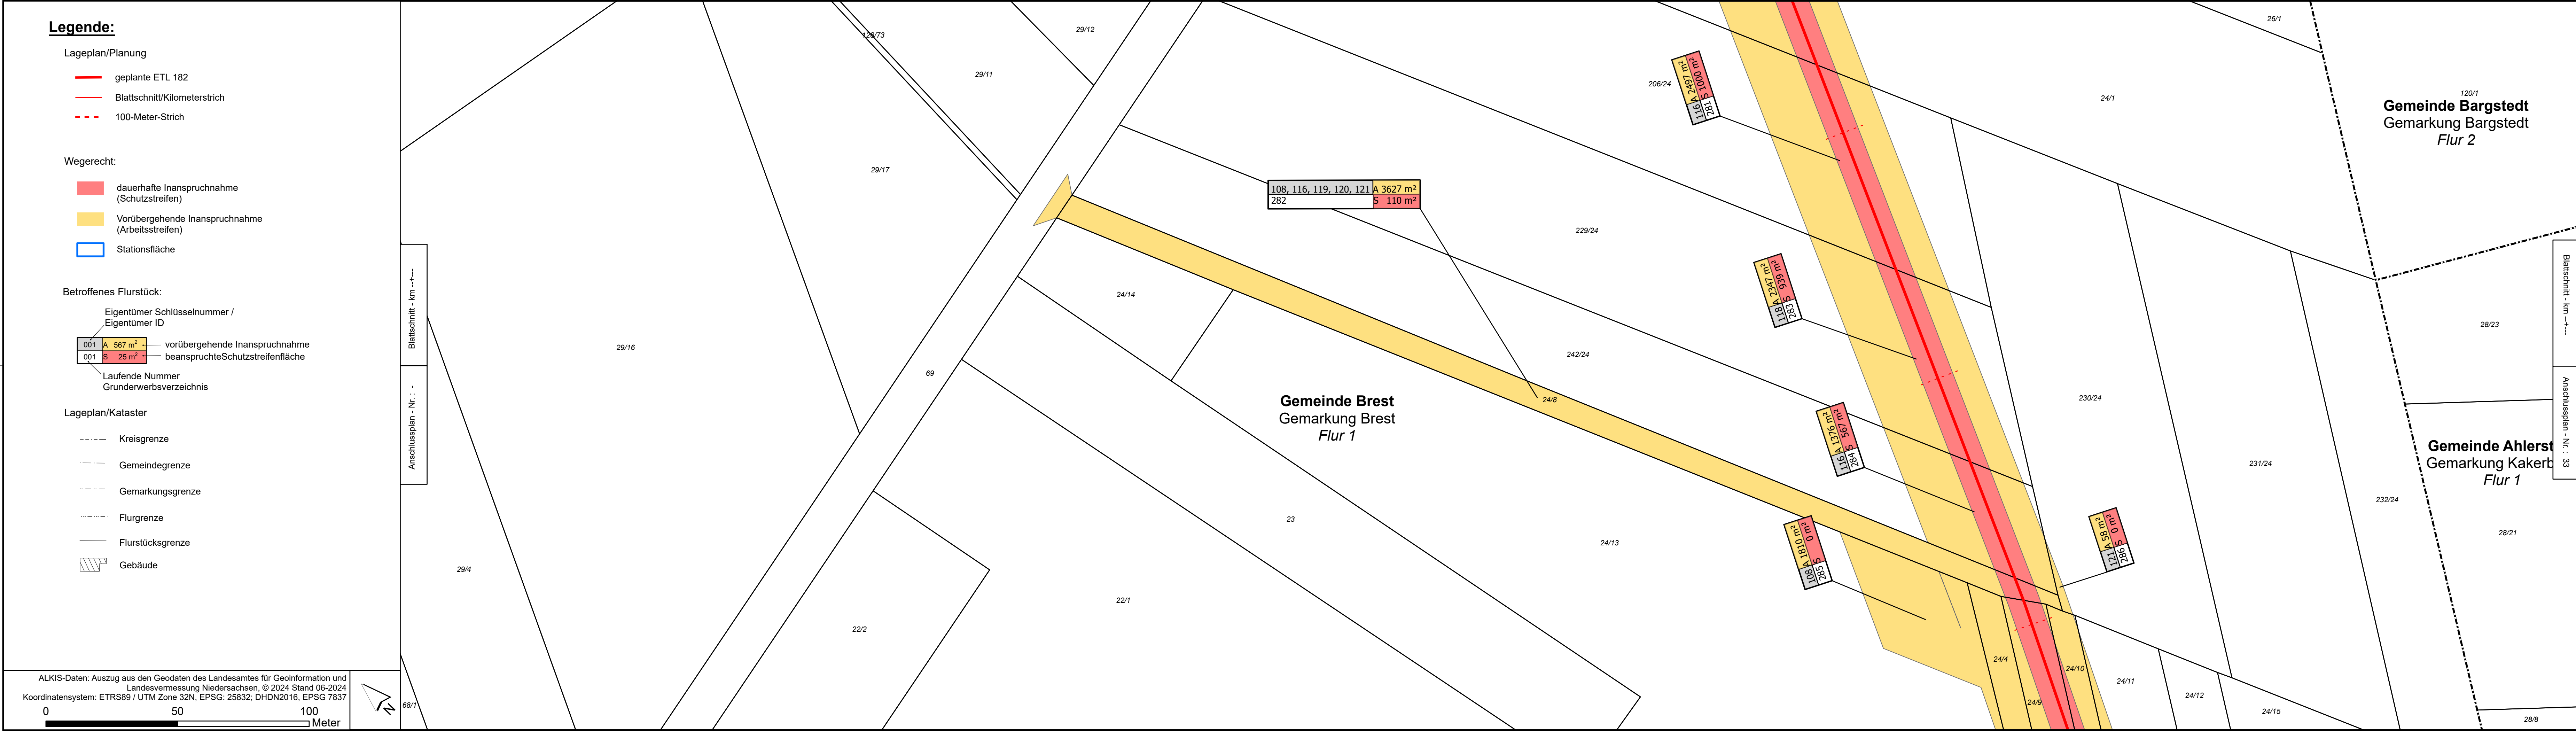 Legende:
Lageplan/Planung
geplante ETL 182
Blattschnitt/Kilometerstrich
100-Meter-Strich
Wegerecht:
dauerhafte Inanspruchnahme
(Schutzstreifen)
Vorübergehende Inanspruchnahme
(Arbeitsstreifen)
Stationsfläche
Betroffenes Flurstück:
Eigentümer Schlüsselnummer /
Eigentümer ID
001 A 567 m² vorübergehende Inanspruchnahme
001 S 25 m² beanspruchteSchutzstreifenfläche
Laufende Nummer
Grunderwerbsverzeichnis
Lageplan/Kataster
Kreisgrenze
Gemeindegrenze
Gemarkungsgrenze
Flurgrenze
Flurstücksgrenze
Gebäude
ALKIS-Daten: Auszug aus den Geodaten des Landesamtes für Geoinformation und
Landesvermessung Niedersachsen, © 2024 Stand 06-2024
Koordinatensystem: ETRS89 / UTM Zone 32N, EPSG: 25832; DHDN2016, EPSG 7837
0 50 100
Meter
N
Blattschnitt - km --+---
Anschlussplan - Nr. : -
68/1
29/4
29/16
29/17
128/73
29/11
29/12
69
22/2
22/1
23
24/14
24/13
24/8
242/24
229/24
206/24
108, 116, 119, 120, 121 A 3627 m²
282 S 110 m²
Gemeinde Brest
Gemarkung Brest
Flur 1
116 A 2497 m²
281 S 1000 m²
118 A 2347 m²
283 S 939 m²
116 A 1376 m²
284 S 567 m²
108 A 1810 m²
285 S 0 m²
121 A 58 m²
286 S 0 m²
24/1
230/24
231/24
232/24
24/4
24/9
24/10
24/11
24/12
24/15
26/1
120/1
Gemeinde Bargstedt
Gemarkung Bargstedt
Flur 2
28/23
Gemeinde Ahlerst
Gemarkung Kakerb
Flur 1
28/21
28/8
Blattschnitt - km --+---
Anschlussplan - Nr. : 33